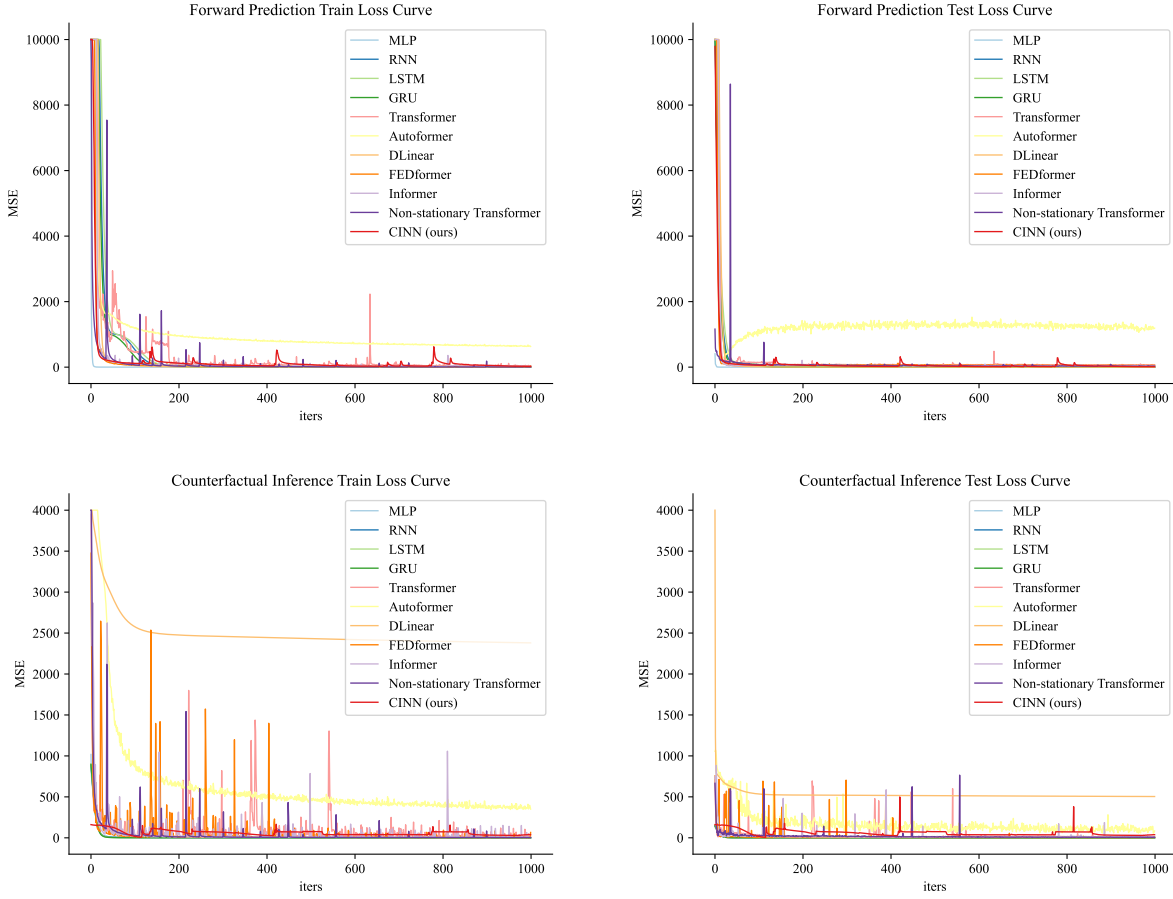 Forward Prediction Train Loss Curve
10000
8000
6000
4000
2000
0
MSE
0
200
400
600
800
1000
iters
MLP
RNN
LSTM
GRU
Transformer
Autoformer
DLinear
FEDformer
Informer
Non-stationary Transformer
CINN (ours)
Forward Prediction Test Loss Curve
10000
8000
6000
4000
2000
0
MSE
0
200
400
600
800
1000
iters
MLP
RNN
LSTM
GRU
Transformer
Autoformer
DLinear
FEDformer
Informer
Non-stationary Transformer
CINN (ours)
Counterfactual Inference Train Loss Curve
4000
3500
3000
2500
2000
1500
1000
500
0
MSE
0
200
400
600
800
1000
iters
MLP
RNN
LSTM
GRU
Transformer
Autoformer
DLinear
FEDformer
Informer
Non-stationary Transformer
CINN (ours)
Counterfactual Inference Test Loss Curve
4000
3500
3000
2500
2000
1500
1000
500
0
MSE
0
200
400
600
800
1000
iters
MLP
RNN
LSTM
GRU
Transformer
Autoformer
DLinear
FEDformer
Informer
Non-stationary Transformer
CINN (ours)